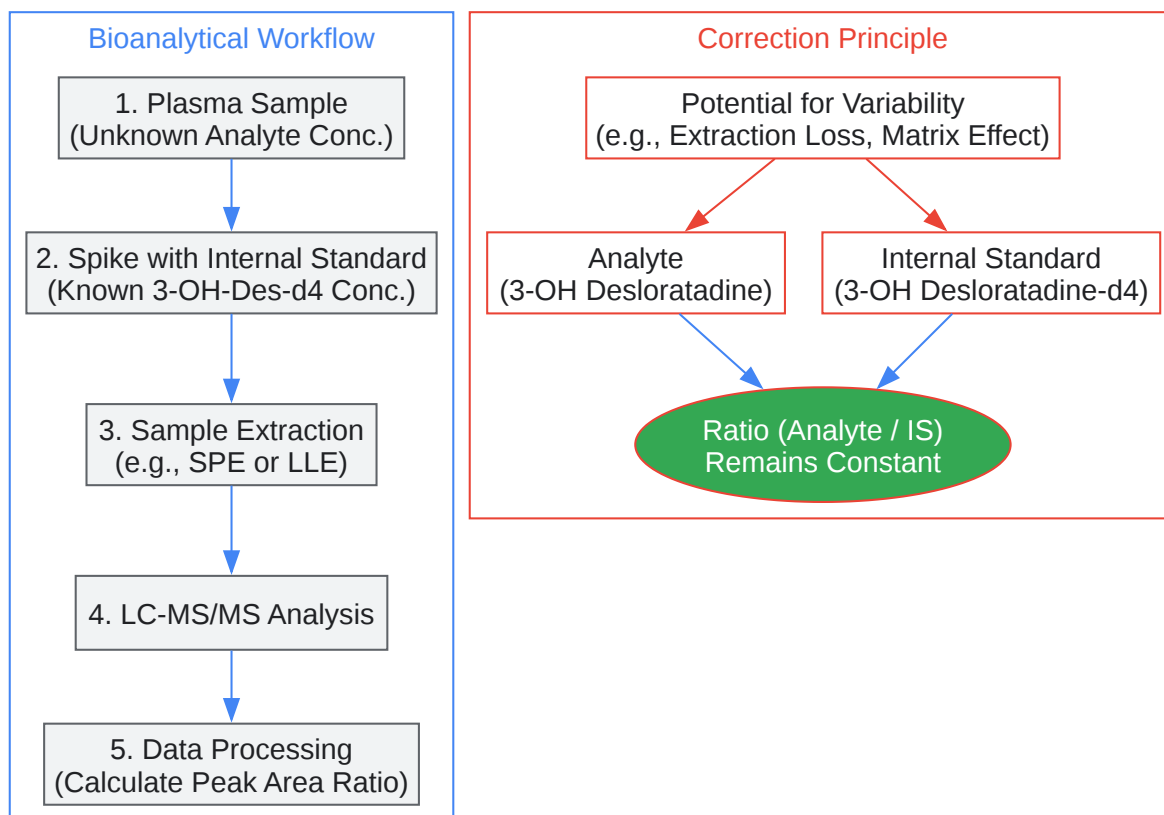 Bioanalytical Workflow
1. Plasma Sample
(Unknown Analyte Conc.)
2. Spike with Internal Standard
(Known 3-OH-Des-d4 Conc.)
3. Sample Extraction
(e.g., SPE or LLE)
4. LC-MS/MS Analysis
5. Data Processing
(Calculate Peak Area Ratio)
Correction Principle
Potential for Variability
(e.g., Extraction Loss, Matrix Effect)
Analyte
(3-OH Desloratadine)
Internal Standard
(3-OH Desloratadine-d4)
Ratio (Analyte / IS)
Remains Constant